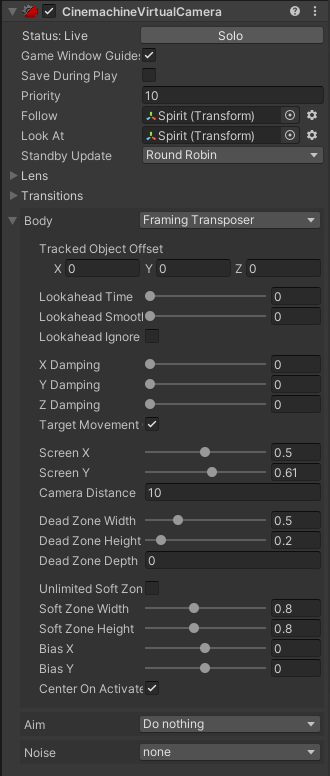 CinemachineVirtualCamera
Status: Live Solo
Game Window Guides
Save During Play
Priority 10
Follow Spirit (Transform)
Look At Spirit (Transform)
Standby Update Round Robin
Lens
Transitions
Body Framing Transposer
Tracked Object Offset
X 0 Y 0 Z 0
Lookahead Time 0
Lookahead Smoot 0
Lookahead Ignore
X Damping 0
Y Damping 0
Z Damping 0
Target Movement
Screen X 0.5
Screen Y 0.61
Camera Distance 10
Dead Zone Width 0.5
Dead Zone Height 0.2
Dead Zone Depth 0
Unlimited Soft Zon
Soft Zone Width 0.8
Soft Zone Height 0.8
Bias X 0
Bias Y 0
Center On Activate
Aim Do nothing
Noise none